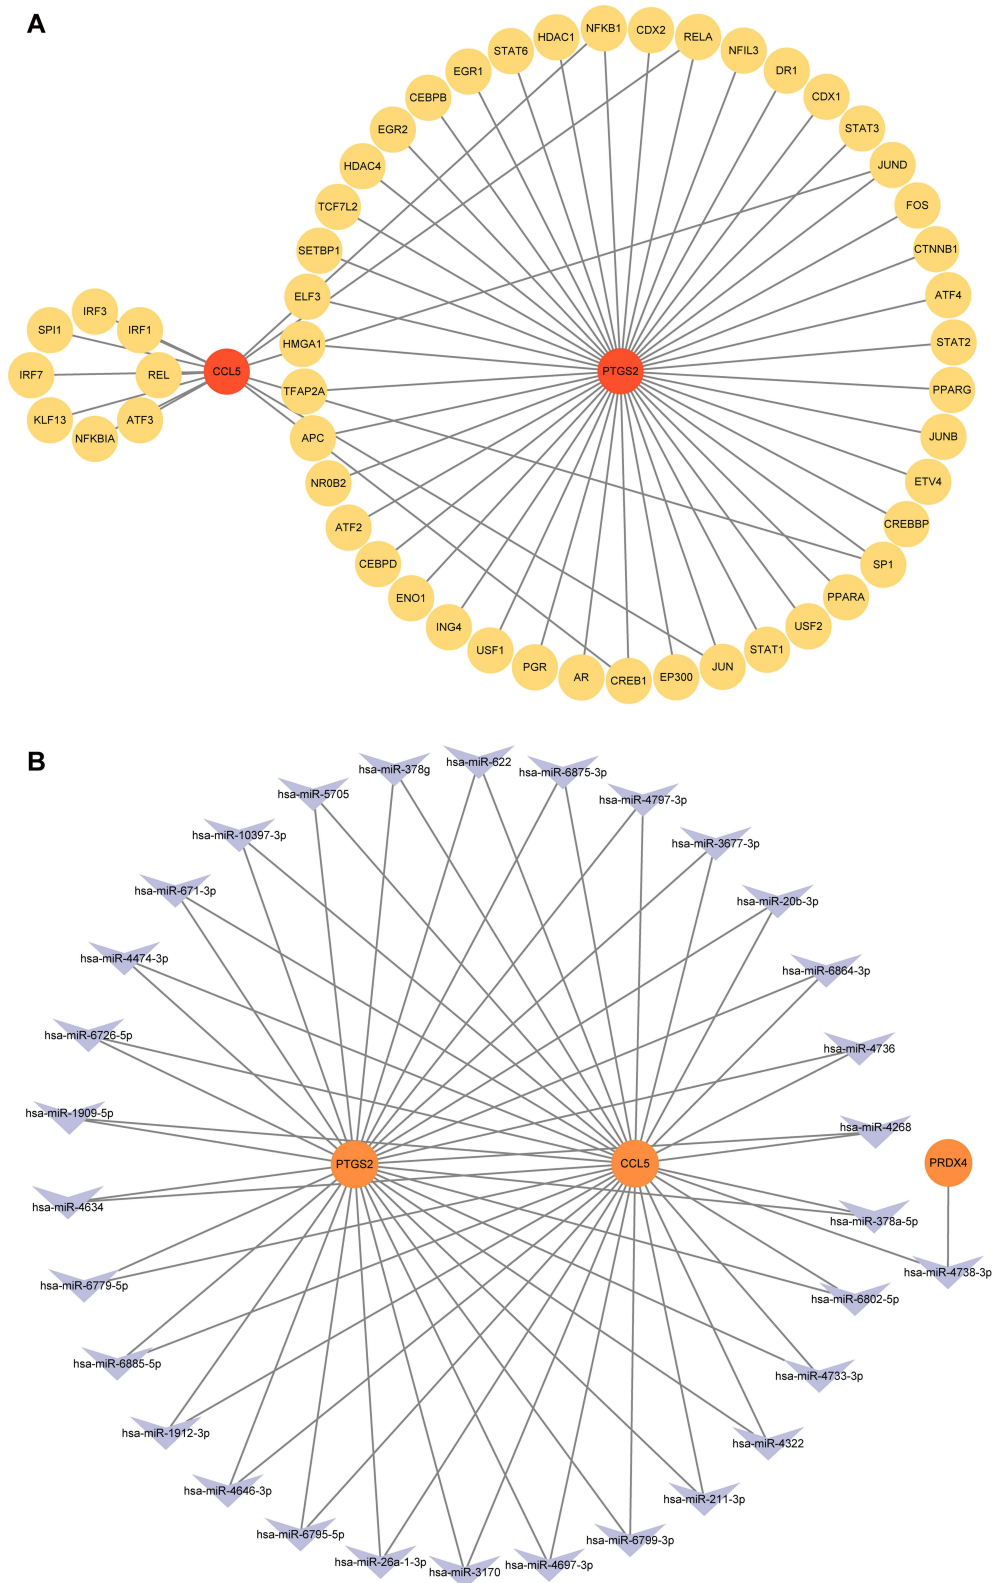 A
NFKB1
CDX2
RELA
HDAC1
NFIL3
STAT6
DR1
EGR1
CDX1
CEBPB
STAT3
EGR2
JUND
HDAC4
FOS
TCF7L2
CTNNB1
SETBP1
ATF4
ELF3
IRF3
SPI1
IRF1
STAT2
HMGA1
IRF7
REL
CCL5
PTGS2
TFAP2A
PPARG
KLF13
ATF3
NFKBIA
APC
JUNB
NR0B2
ETV4
ATF2
CREBBP
CEBPD
SP1
ENO1
PPARA
ING4
USF2
USF1
STAT1
PGR
JUN
AR
CREB1
EP300
B
hsa-miR-622
hsa-miR-378g
hsa-miR-6875-3p
hsa-miR-5705
hsa-miR-4797-3p
hsa-miR-10397-3p
hsa-miR-3677-3p
hsa-miR-671-3p
hsa-miR-20b-3p
hsa-miR-4474-3p
hsa-miR-6864-3p
hsa-miR-6726-5p
hsa-miR-4736
hsa-miR-1909-5p
hsa-miR-4268
PTGS2
CCL5
PRDX4
hsa-miR-4634
hsa-miR-378a-5p
hsa-miR-4738-3p
hsa-miR-6779-5p
hsa-miR-6802-5p
hsa-miR-6885-5p
hsa-miR-4733-3p
hsa-miR-1912-3p
hsa-miR-4322
hsa-miR-4646-3p
hsa-miR-211-3p
hsa-miR-6795-5p
hsa-miR-6799-3p
hsa-miR-26a-1-3p
hsa-miR-4697-3p
hsa-miR-3170